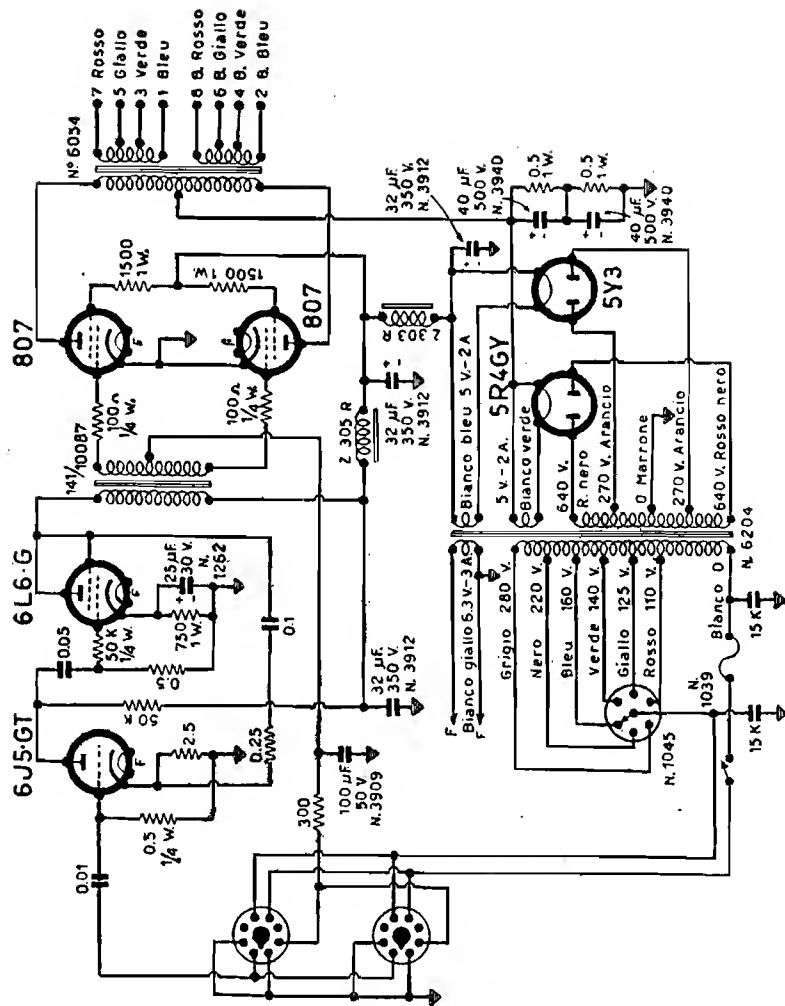 6J5·GT
6L6·G
807
807
0.01
0.5
1/4 W.
2.5
F
50 K
0.05
50 K
1/4 W.
0.5
750
1 W.
25 µF.
30 V.
N.
1262
F
0.1
0.25
32 µF.
350 V.
N. 3912
300
100 µF
50 V.
N.3909
141/
10087
100Ω
1/4 W.
100Ω
1/4 W.
F
F
1500
1 W.
1500 1 W.
N° 6054
7 Rosso
5 Giallo
3 Verde
1 Bleu
8 B. Rosso
6 B. Giallo
4 B. Verde
2 B. Bleu
Z 305 R
32 µF
350 V.
N. 3912
Z 303 R
32 µF
350 V.
N. 3912
40 µF
500 V.
N. 3940
0.5
1 W.
0.5
1 W.
40 µF
500 V.
N. 3940
5R4GY
5Y3
F
F
Bianco giallo 6.3 V-3A
Grigio 280 V.
Nero 220 V.
Bleu 160 V.
Verde 140 V.
Giallo 125 V.
Rosso 110 V.
Bianco 0
N.1045
N.
1039
15 K
15 K
N. 6204
Bianco bleu 5 V.-2 A
5 V.-2 A.
Bianco verde
640 V.
R. nero
270 V. Arancio
0 Marrone
270 V. Arancio
640 V. Rosso nero